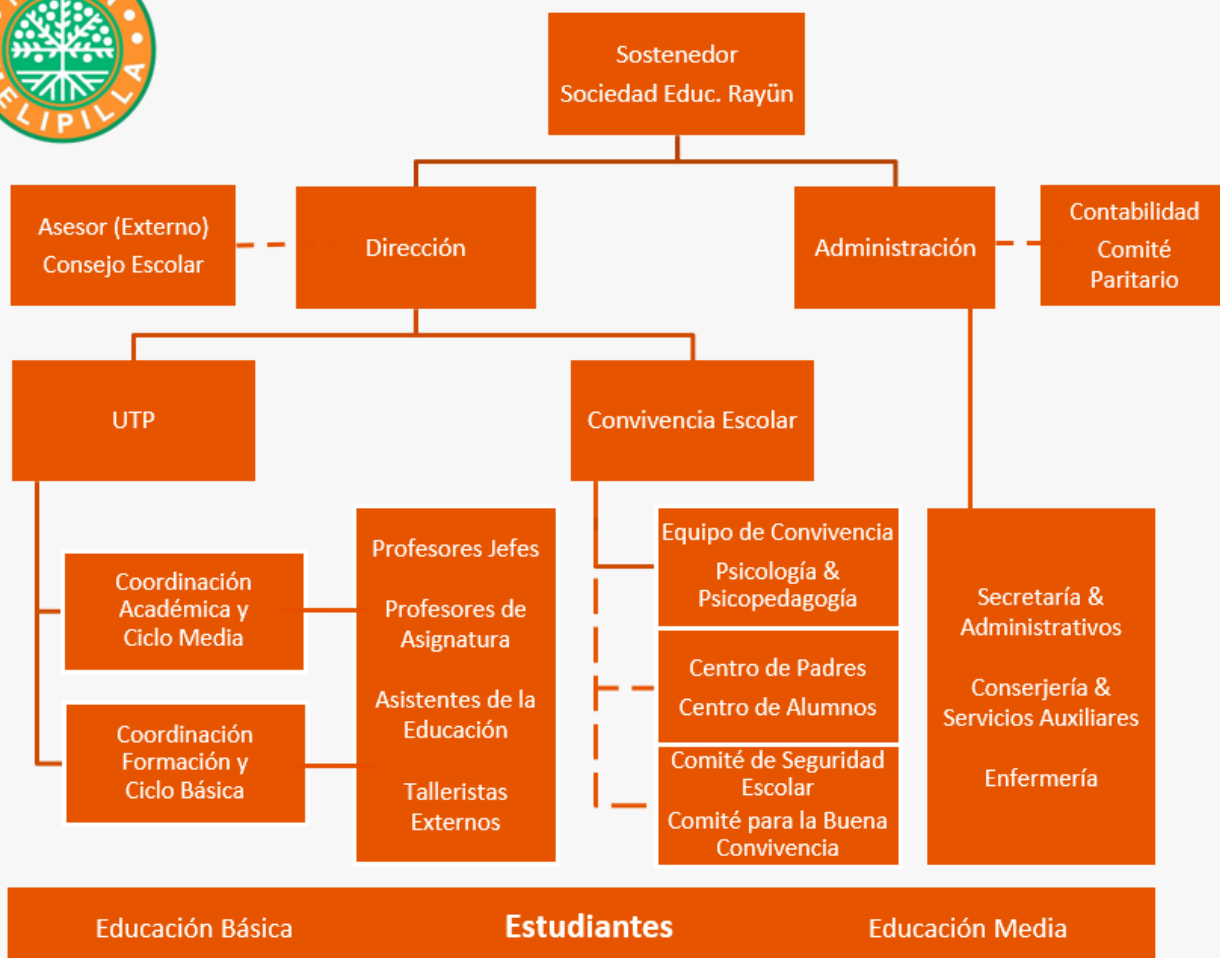 MELIPILLA
Sostenedor
Sociedad Educ. Rayün
Asesor (Externo)
Consejo Escolar
Dirección
Administración
Contabilidad
Comité
Paritario
UTP
Convivencia Escolar
Coordinación
Académica y
Ciclo Media
Coordinación
Formación y
Ciclo Básica
Profesores Jefes
Profesores de
Asignatura
Asistentes de la
Educación
Talleristas
Externos
Equipo de Convivencia
Psicología &
Psicopedagogía
Centro de Padres
Centro de Alumnos
Comité de Seguridad
Escolar
Comité para la Buena
Convivencia
Secretaría &
Administrativos
Conserjería &
Servicios Auxiliares
Enfermería
Educación Básica
Estudiantes
Educación Media